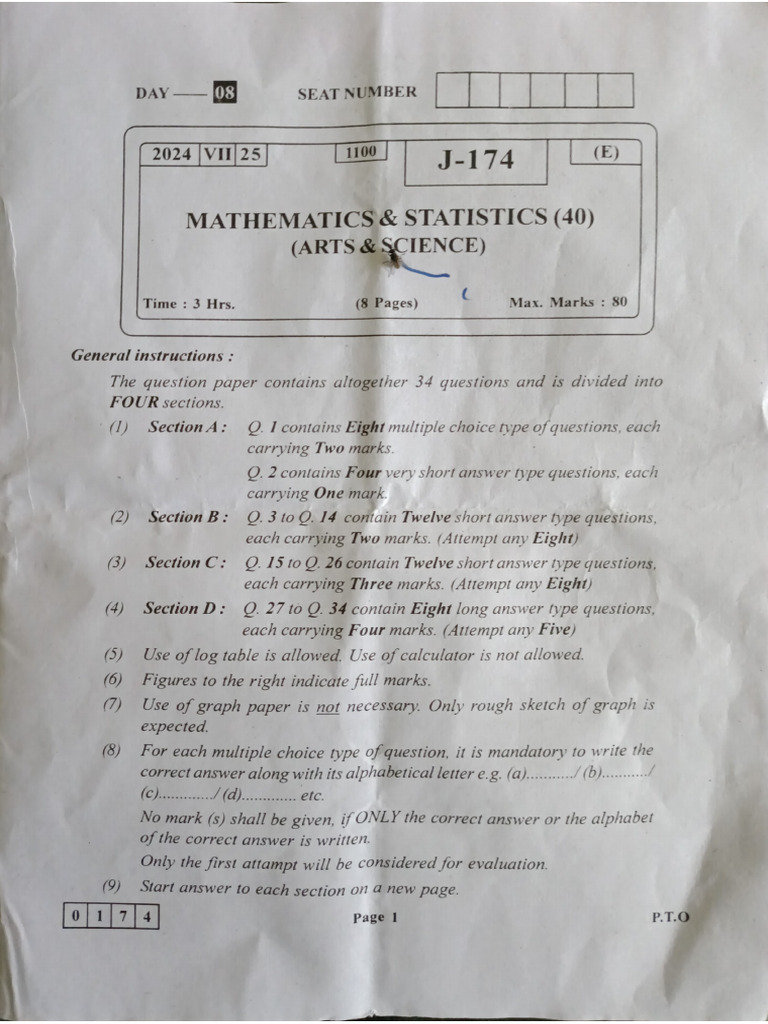 DAY —— 08 SEAT NUMBER
2024 VII 25 1100 J-174 (E)
MATHEMATICS & STATISTICS (40)
(ARTS & SCIENCE)
Time : 3 Hrs. (8 Pages) Max. Marks : 80
General instructions :
The question paper contains altogether 34 questions and is divided into
FOUR sections.
(1) Section A : Q. 1 contains Eight multiple choice type of questions, each
carrying Two marks.
Q. 2 contains Four very short answer type questions, each
carrying One mark.
(2) Section B : Q. 3 to Q. 14 contain Twelve short answer type questions,
each carrying Two marks. (Attempt any Eight)
(3) Section C : Q. 15 to Q. 26 contain Twelve short answer type questions,
each carrying Three marks. (Attempt any Eight)
(4) Section D : Q. 27 to Q. 34 contain Eight long answer type questions,
each carrying Four marks. (Attempt any Five)
(5) Use of log table is allowed. Use of calculator is not allowed.
(6) Figures to the right indicate full marks.
(7) Use of graph paper is not necessary. Only rough sketch of graph is
expected.
(8) For each multiple choice type of question, it is mandatory to write the
correct answer along with its alphabetical letter e.g. (a).........../ (b).........../
(c)............./ (d)............. etc.
No mark (s) shall be given, if ONLY the correct answer or the alphabet
of the correct answer is written.
Only the first attampt will be considered for evaluation.
(9) Start answer to each section on a new page.
0 1 7 4 Page 1 P.T.O